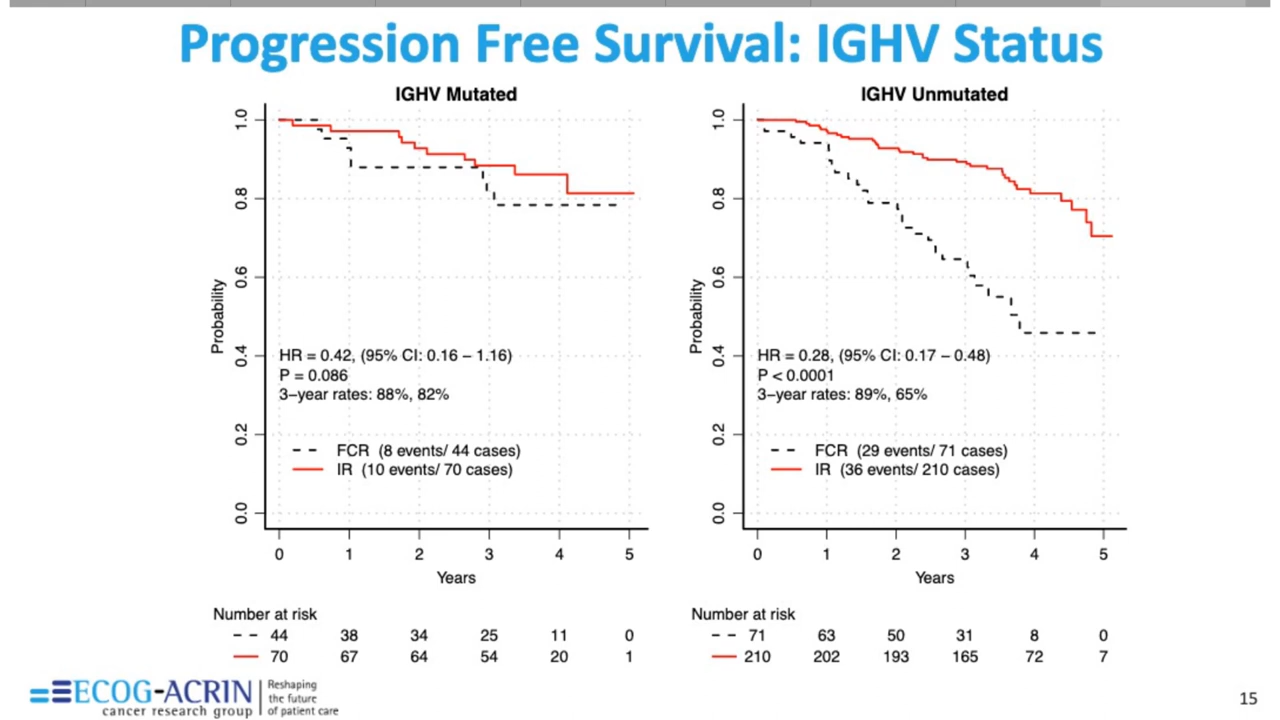 Progression Free Survival: IGHV Status
IGHV Mutated
Probability
1.0
0.8
0.6
0.4
0.2
0.0
HR = 0.42, (95% CI: 0.16 – 1.16)
P = 0.086
3–year rates: 88%, 82%
FCR (8 events/ 44 cases)
IR (10 events/ 70 cases)
0 1 2 3 4 5
Years
Number at risk
44 38 34 25 11 0
70 67 64 54 20 1
IGHV Unmutated
Probability
1.0
0.8
0.6
0.4
0.2
0.0
HR = 0.28, (95% CI: 0.17 – 0.48)
P < 0.0001
3–year rates: 89%, 65%
FCR (29 events/ 71 cases)
IR (36 events/ 210 cases)
0 1 2 3 4 5
Years
Number at risk
71 63 50 31 8 0
210 202 193 165 72 7
ECOG-ACRIN
cancer research group
Reshaping
the future
of patient care
15